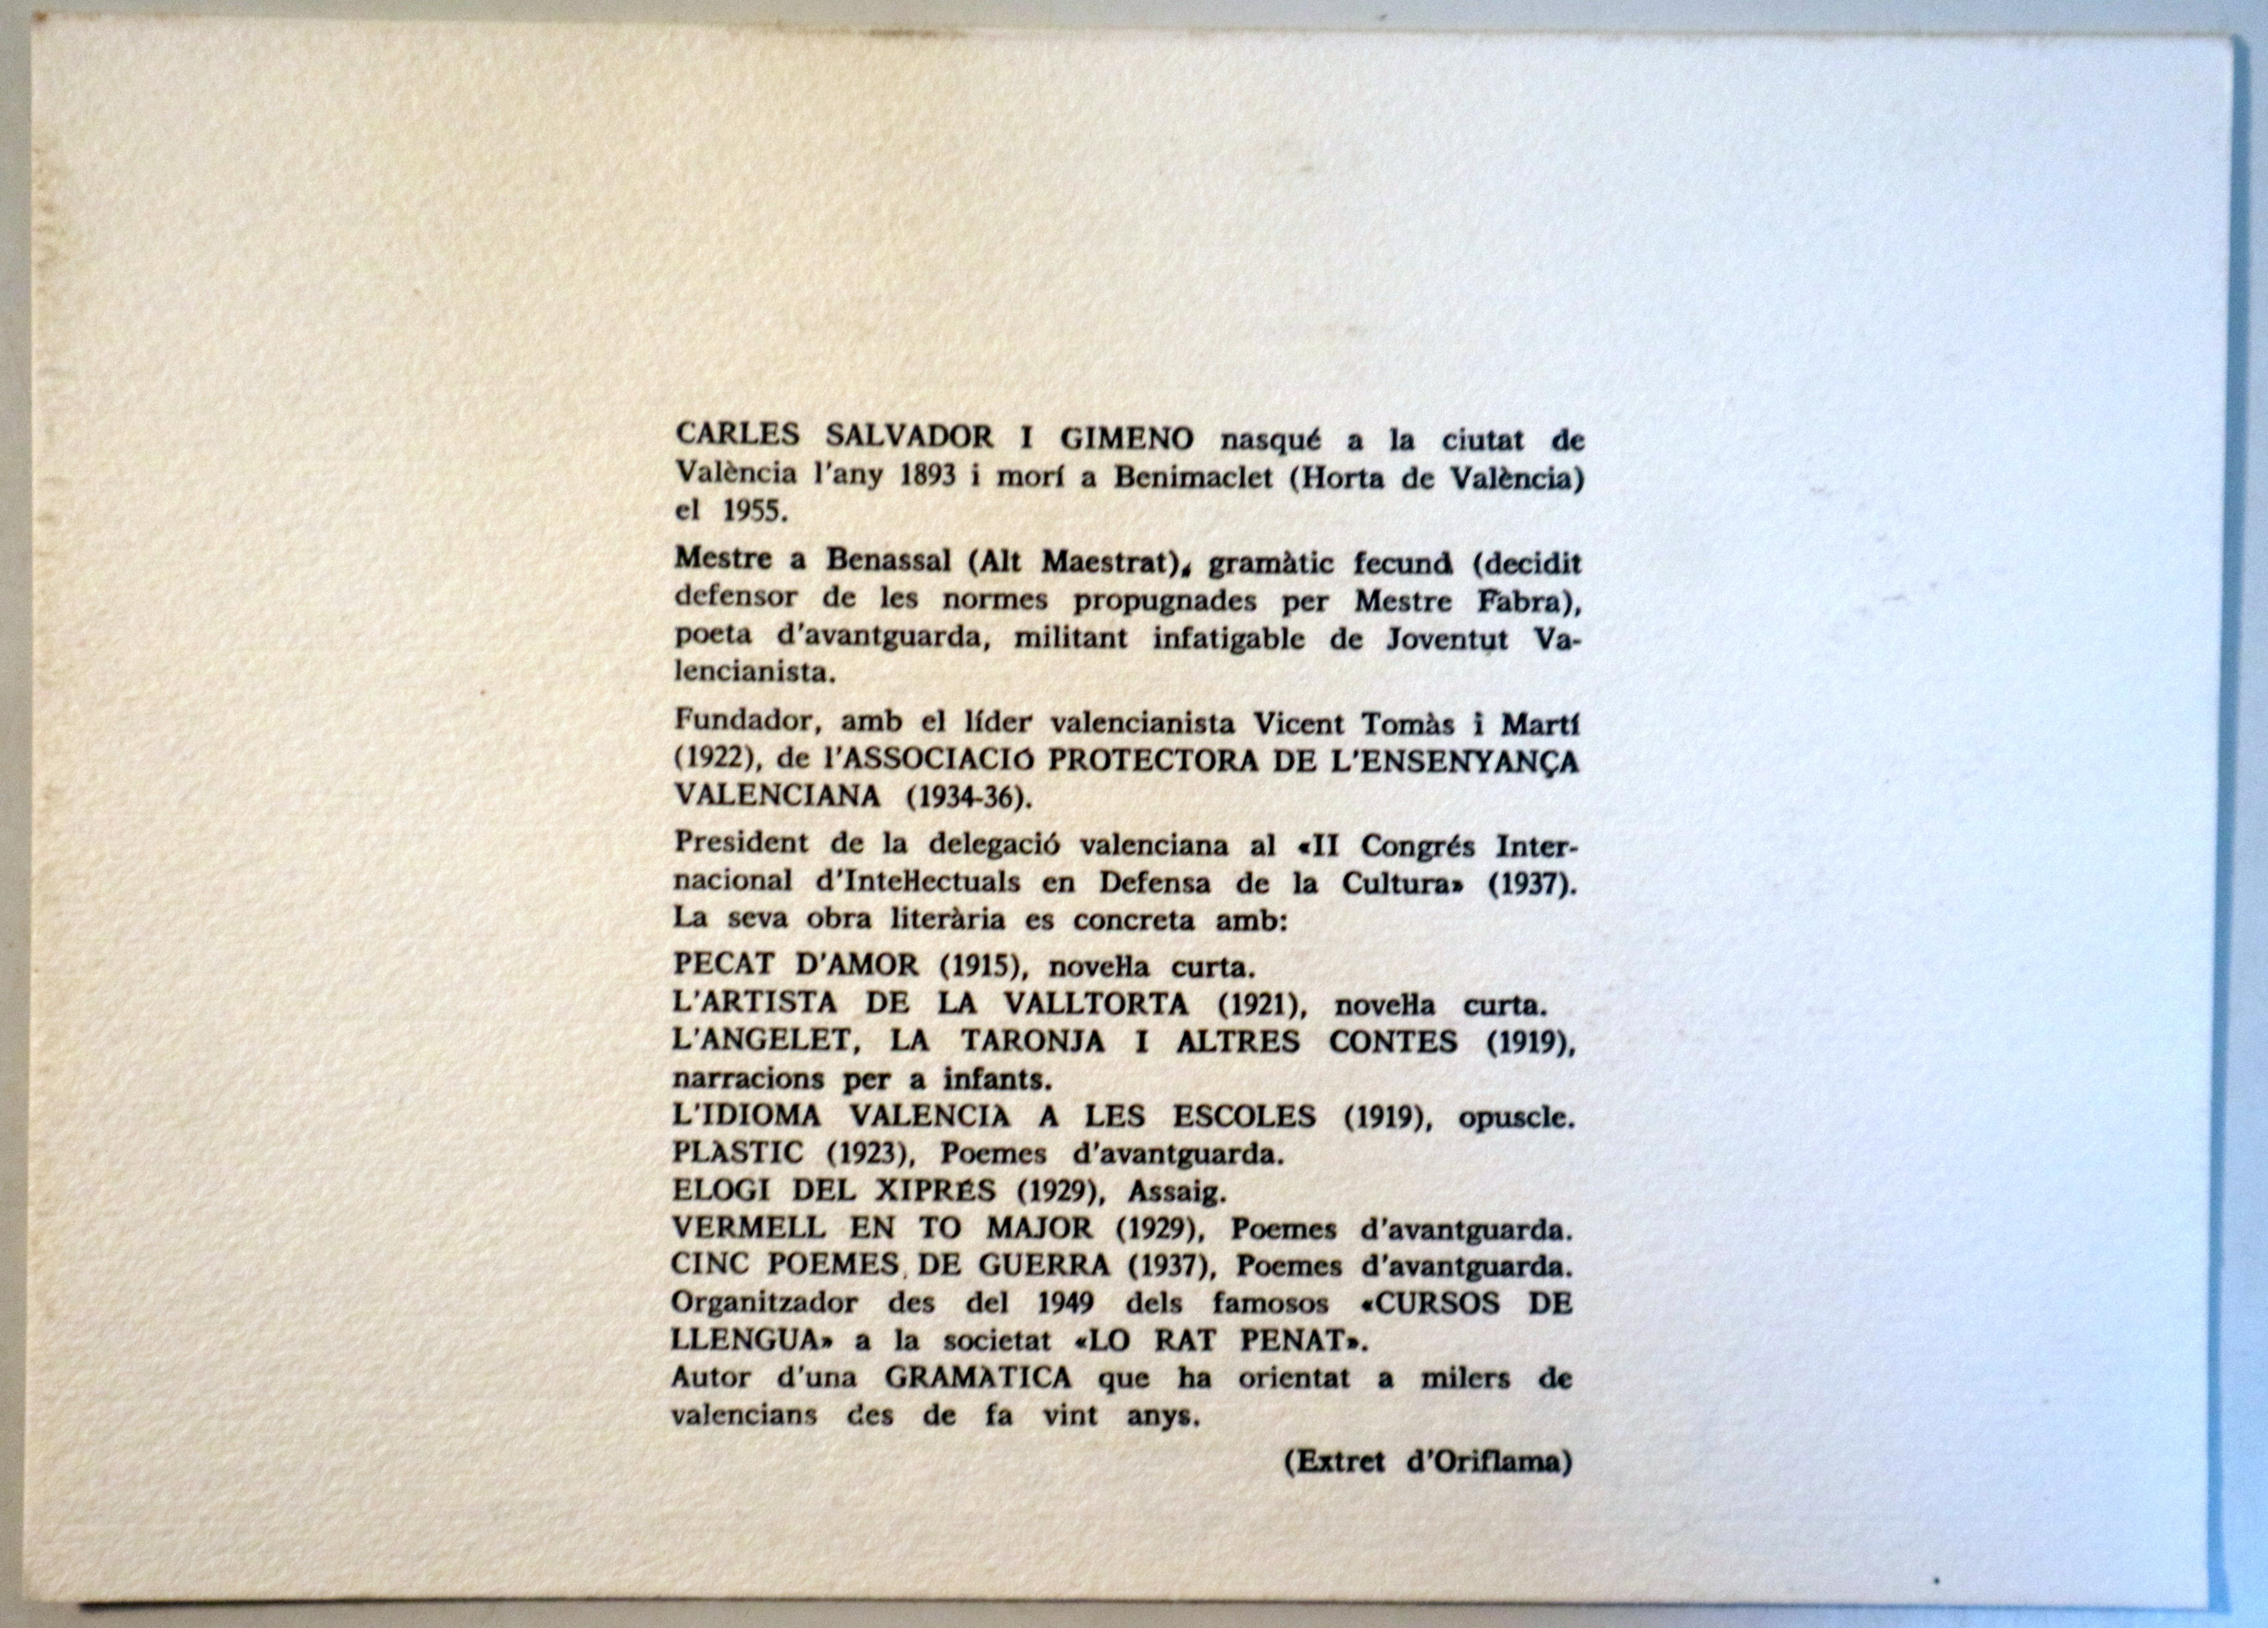 CARLES SALVADOR I GIMENO nasqué a la ciutat de
València l'any 1893 i morí a Benimaclet (Horta de València)
el 1955.
Mestre a Benassal (Alt Maestrat), gramàtic fecund (decidit
defensor de les normes propugnades per Mestre Fabra),
poeta d'avantguarda, militant infatigable de Joventut Va-
lencianista.
Fundador, amb el líder valencianista Vicent Tomàs i Martí
(1922), de l'ASSOCIACIÓ PROTECTORA DE L'ENSENYANÇA
VALENCIANA (1934-36).
President de la delegació valenciana al «II Congrés Inter-
nacional d'Intel·lectuals en Defensa de la Cultura» (1937).
La seva obra literària es concreta amb:
PECAT D'AMOR (1915), novel·la curta.
L'ARTISTA DE LA VALLTORTA (1921), novel·la curta.
L'ANGELET, LA TARONJA I ALTRES CONTES (1919),
narracions per a infants.
L'IDIOMA VALENCIÀ A LES ESCOLES (1919), opuscle.
PLÀSTIC (1923), Poemes d'avantguarda.
ELOGI DEL XIPRÉS (1929), Assaig.
VERMELL EN TO MAJOR (1929), Poemes d'avantguarda.
CINC POEMES DE GUERRA (1937), Poemes d'avantguarda.
Organitzador des del 1949 dels famosos «CURSOS DE
LLENGUA» a la societat «LO RAT PENAT».
Autor d'una GRAMÀTICA que ha orientat a milers de
valencians des de fa vint anys.
(Extret d'Oriflama)